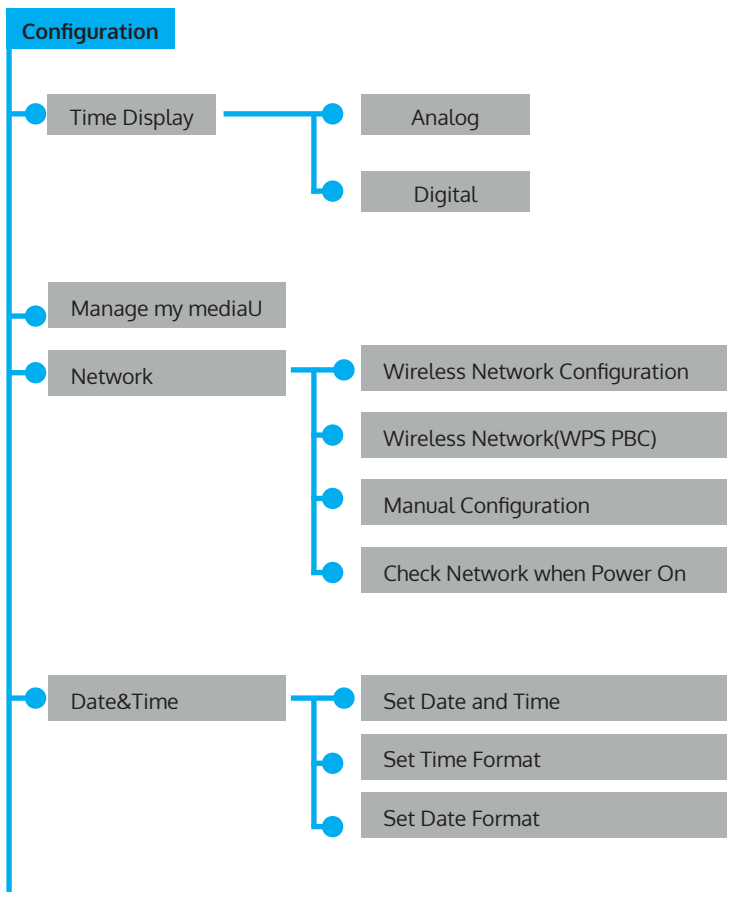 Configuration
Time Display
Analog
Digital
Manage my mediaU
Network
Wireless Network Configuration
Wireless Network(WPS PBC)
Manual Configuration
Check Network when Power On
Date&Time
Set Date and Time
Set Time Format
Set Date Format